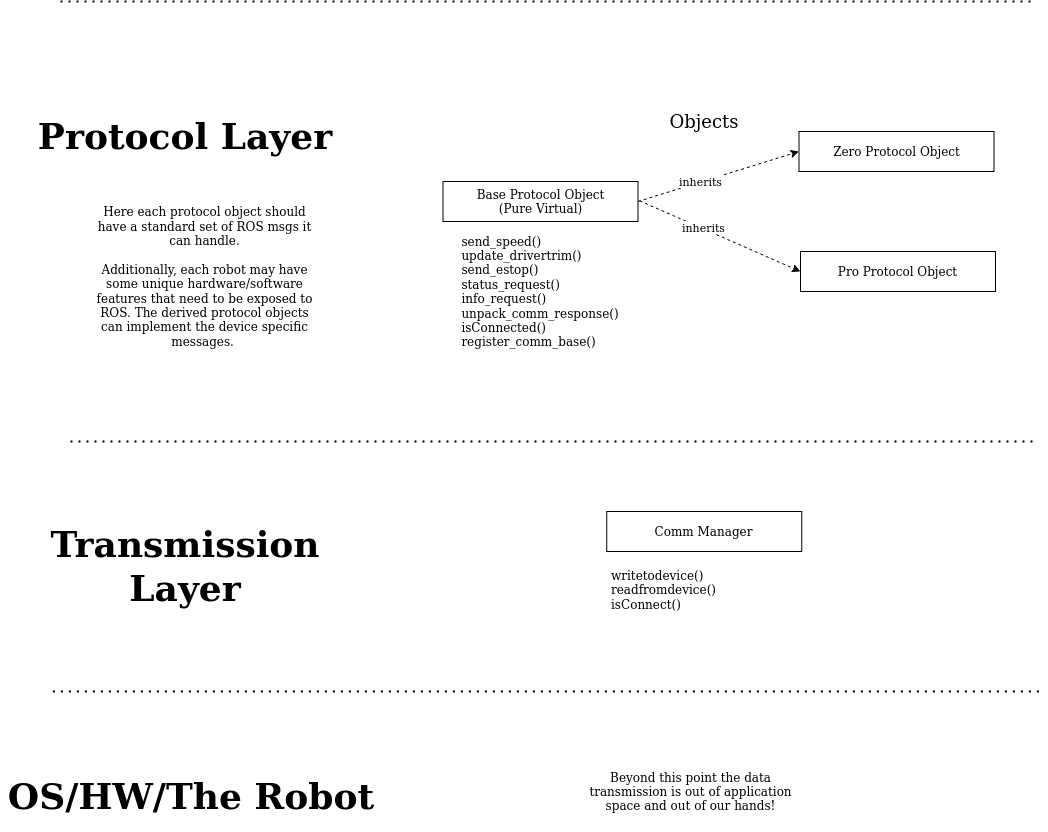 Protocol Layer
Here each protocol object should
have a standard set of ROS msgs it
can handle.
Additionally, each robot may have
some unique hardware/software
features that need to be exposed to
ROS. The derived protocol objects
can implement the device specific
messages.
Objects
Base Protocol Object
(Pure Virtual)
send_speed()
update_drivertrim()
send_estop()
status_request()
info_request()
unpack_comm_response()
isConnected()
register_comm_base()
inherits
inherits
Zero Protocol Object
Pro Protocol Object
Transmission
Layer
Comm Manager
writetodevice()
readfromdevice()
isConnect()
OS/HW/The Robot
Beyond this point the data
transmission is out of application
space and out of our hands!